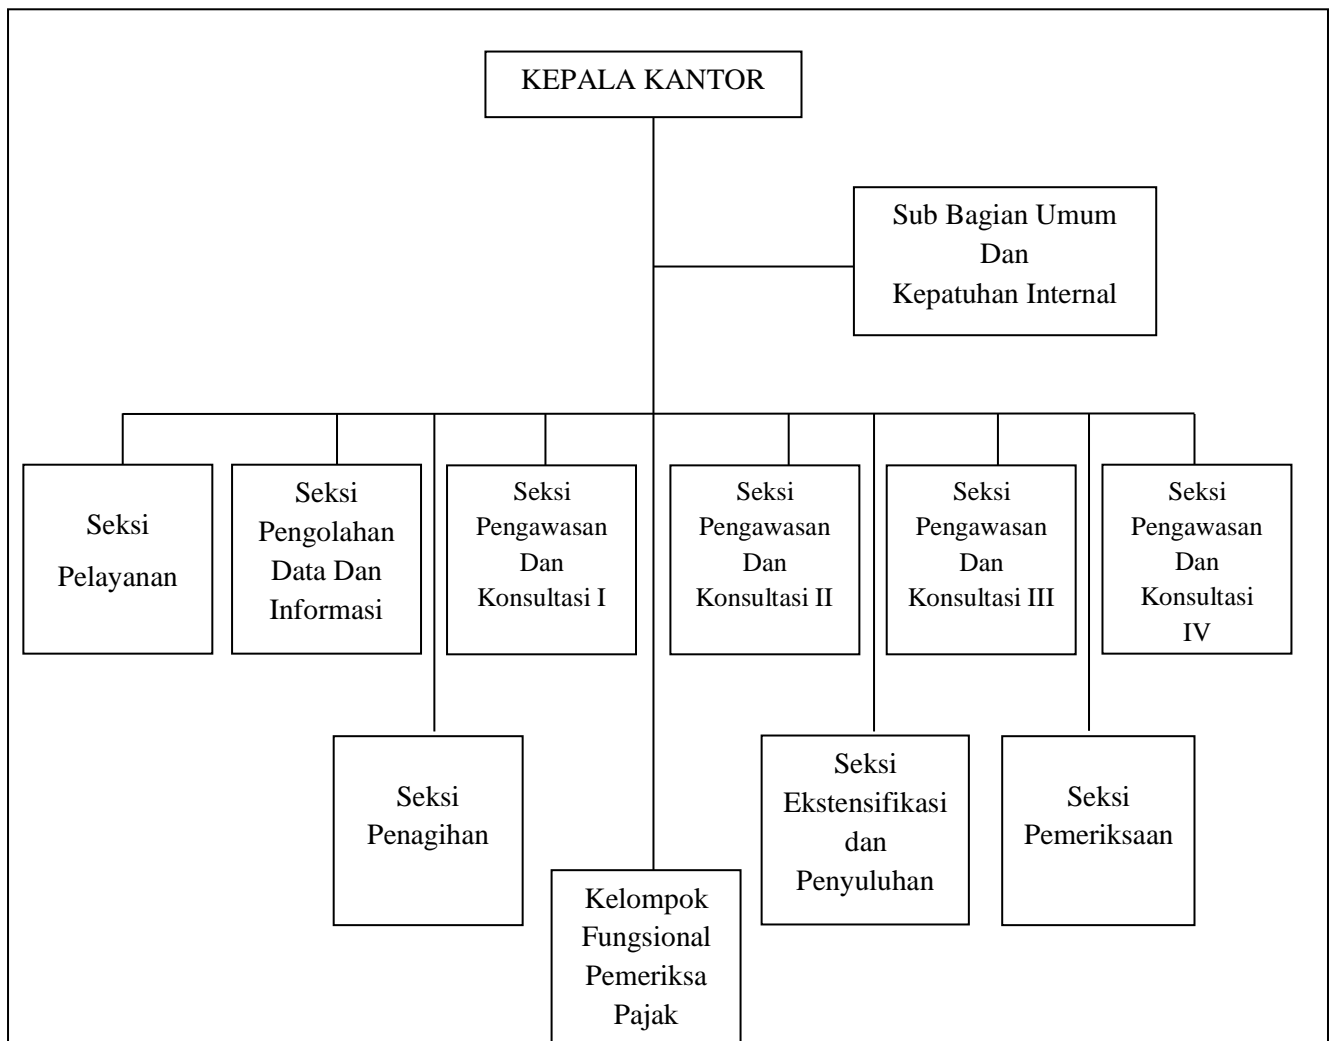 KEPALA KANTOR
Sub Bagian Umum
Dan
Kepatuhan Internal
Seksi
Pelayanan
Seksi
Pengolahan
Data Dan
Informasi
Seksi
Pengawasan
Dan
Konsultasi I
Seksi
Pengawasan
Dan
Konsultasi II
Seksi
Pengawasan
Dan
Konsultasi III
Seksi
Pengawasan
Dan
Konsultasi
IV
Seksi
Penagihan
Seksi
Ekstensifikasi
dan
Penyuluhan
Seksi
Pemeriksaan
Kelompok
Fungsional
Pemeriksa
Pajak